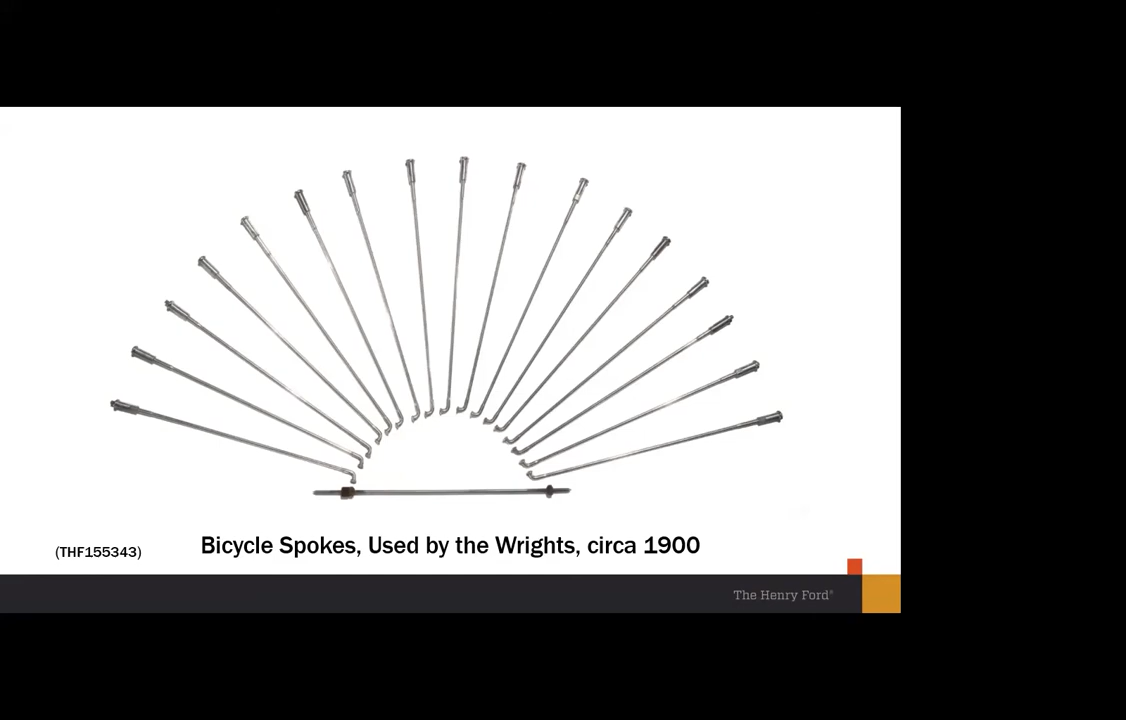 (THF155343)
Bicycle Spokes, Used by the Wrights, circa 1900
The Henry Ford®